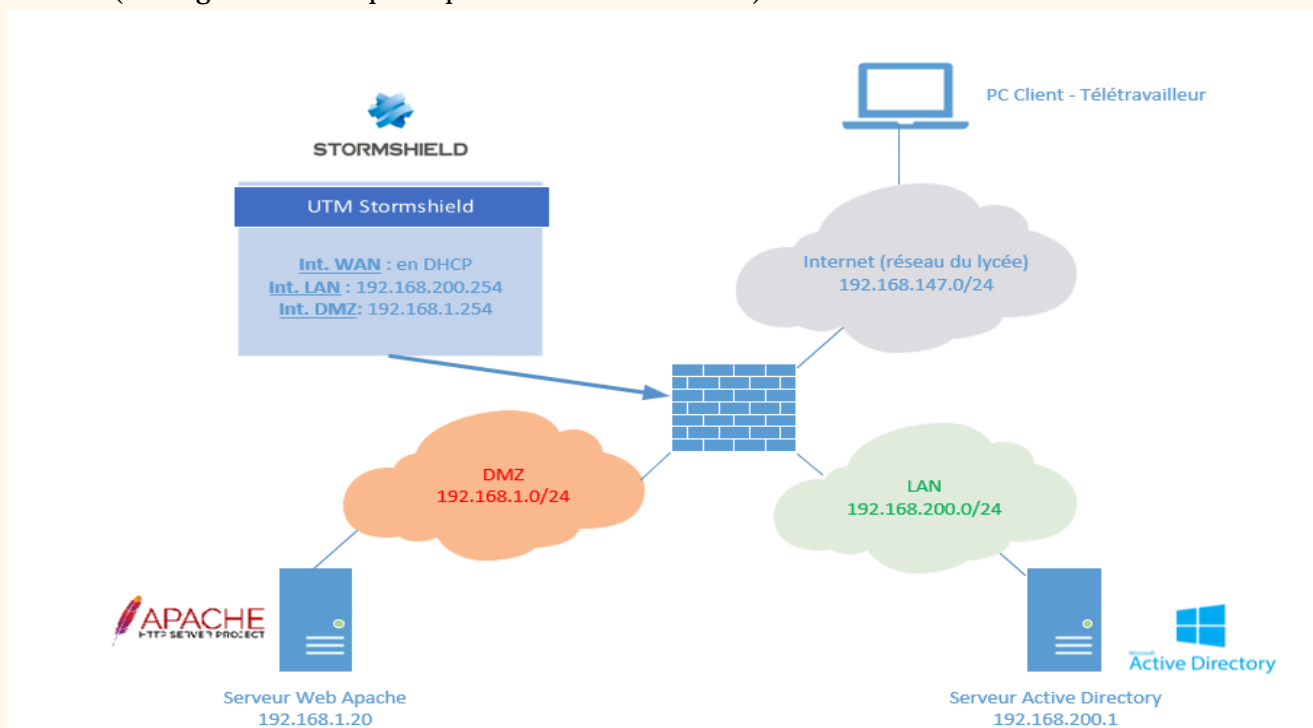 STORMSHIELD
UTM Stormshield
Int. WAN : en DHCP
Int. LAN : 192.168.200.254
Int. DMZ: 192.168.1.254
PC Client - Télétravailleur
Internet (réseau du lycée)
192.168.147.0/24
DMZ
192.168.1.0/24
LAN
192.168.200.0/24
APACHE
HTTP SERVER PROJECT
Serveur Web Apache
192.168.1.20
Microsoft
Active Directory
Serveur Active Directory
192.168.200.1